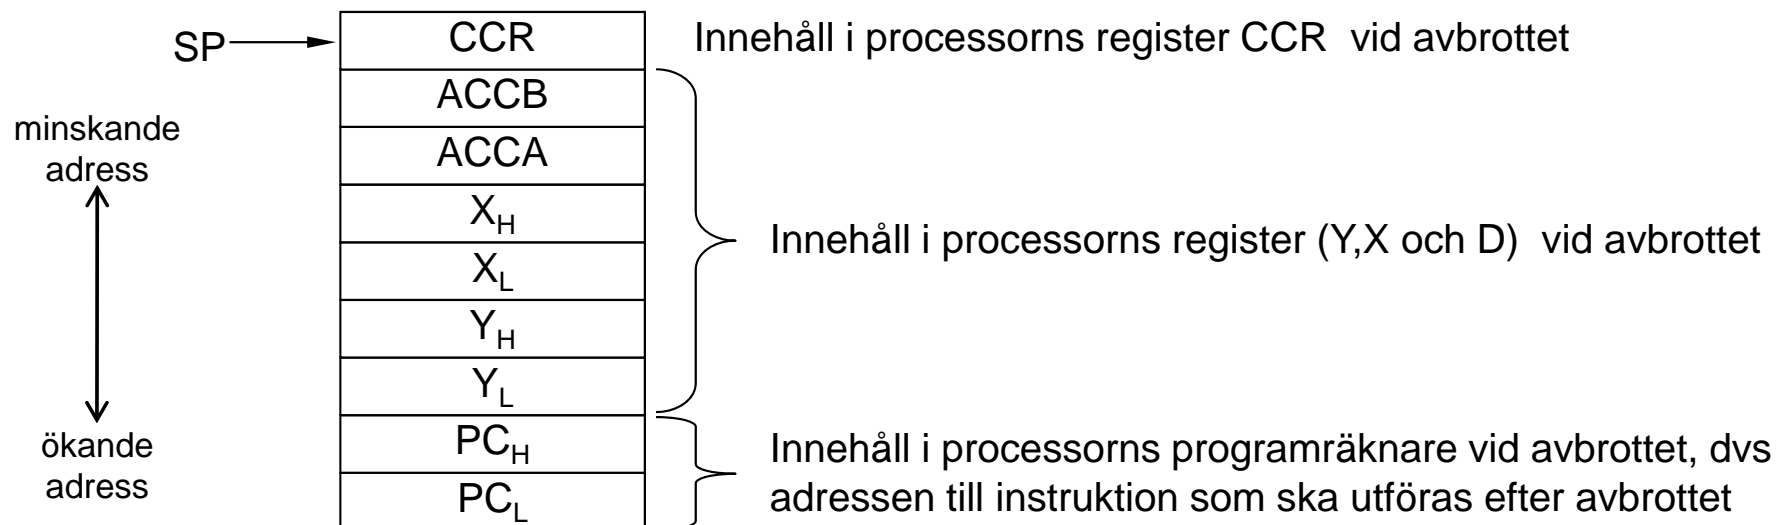 SP
CCR
Innehåll i processorns register CCR vid avbrottet
ACCB
minskande
adress
ACCA
X_H
X_L
Innehåll i processorns register (Y,X och D) vid avbrottet
Y_H
Y_L
ökande
adress
PC_H
PC_L
Innehåll i processorns programräknare vid avbrottet, dvs
adressen till instruktion som ska utföras efter avbrottet